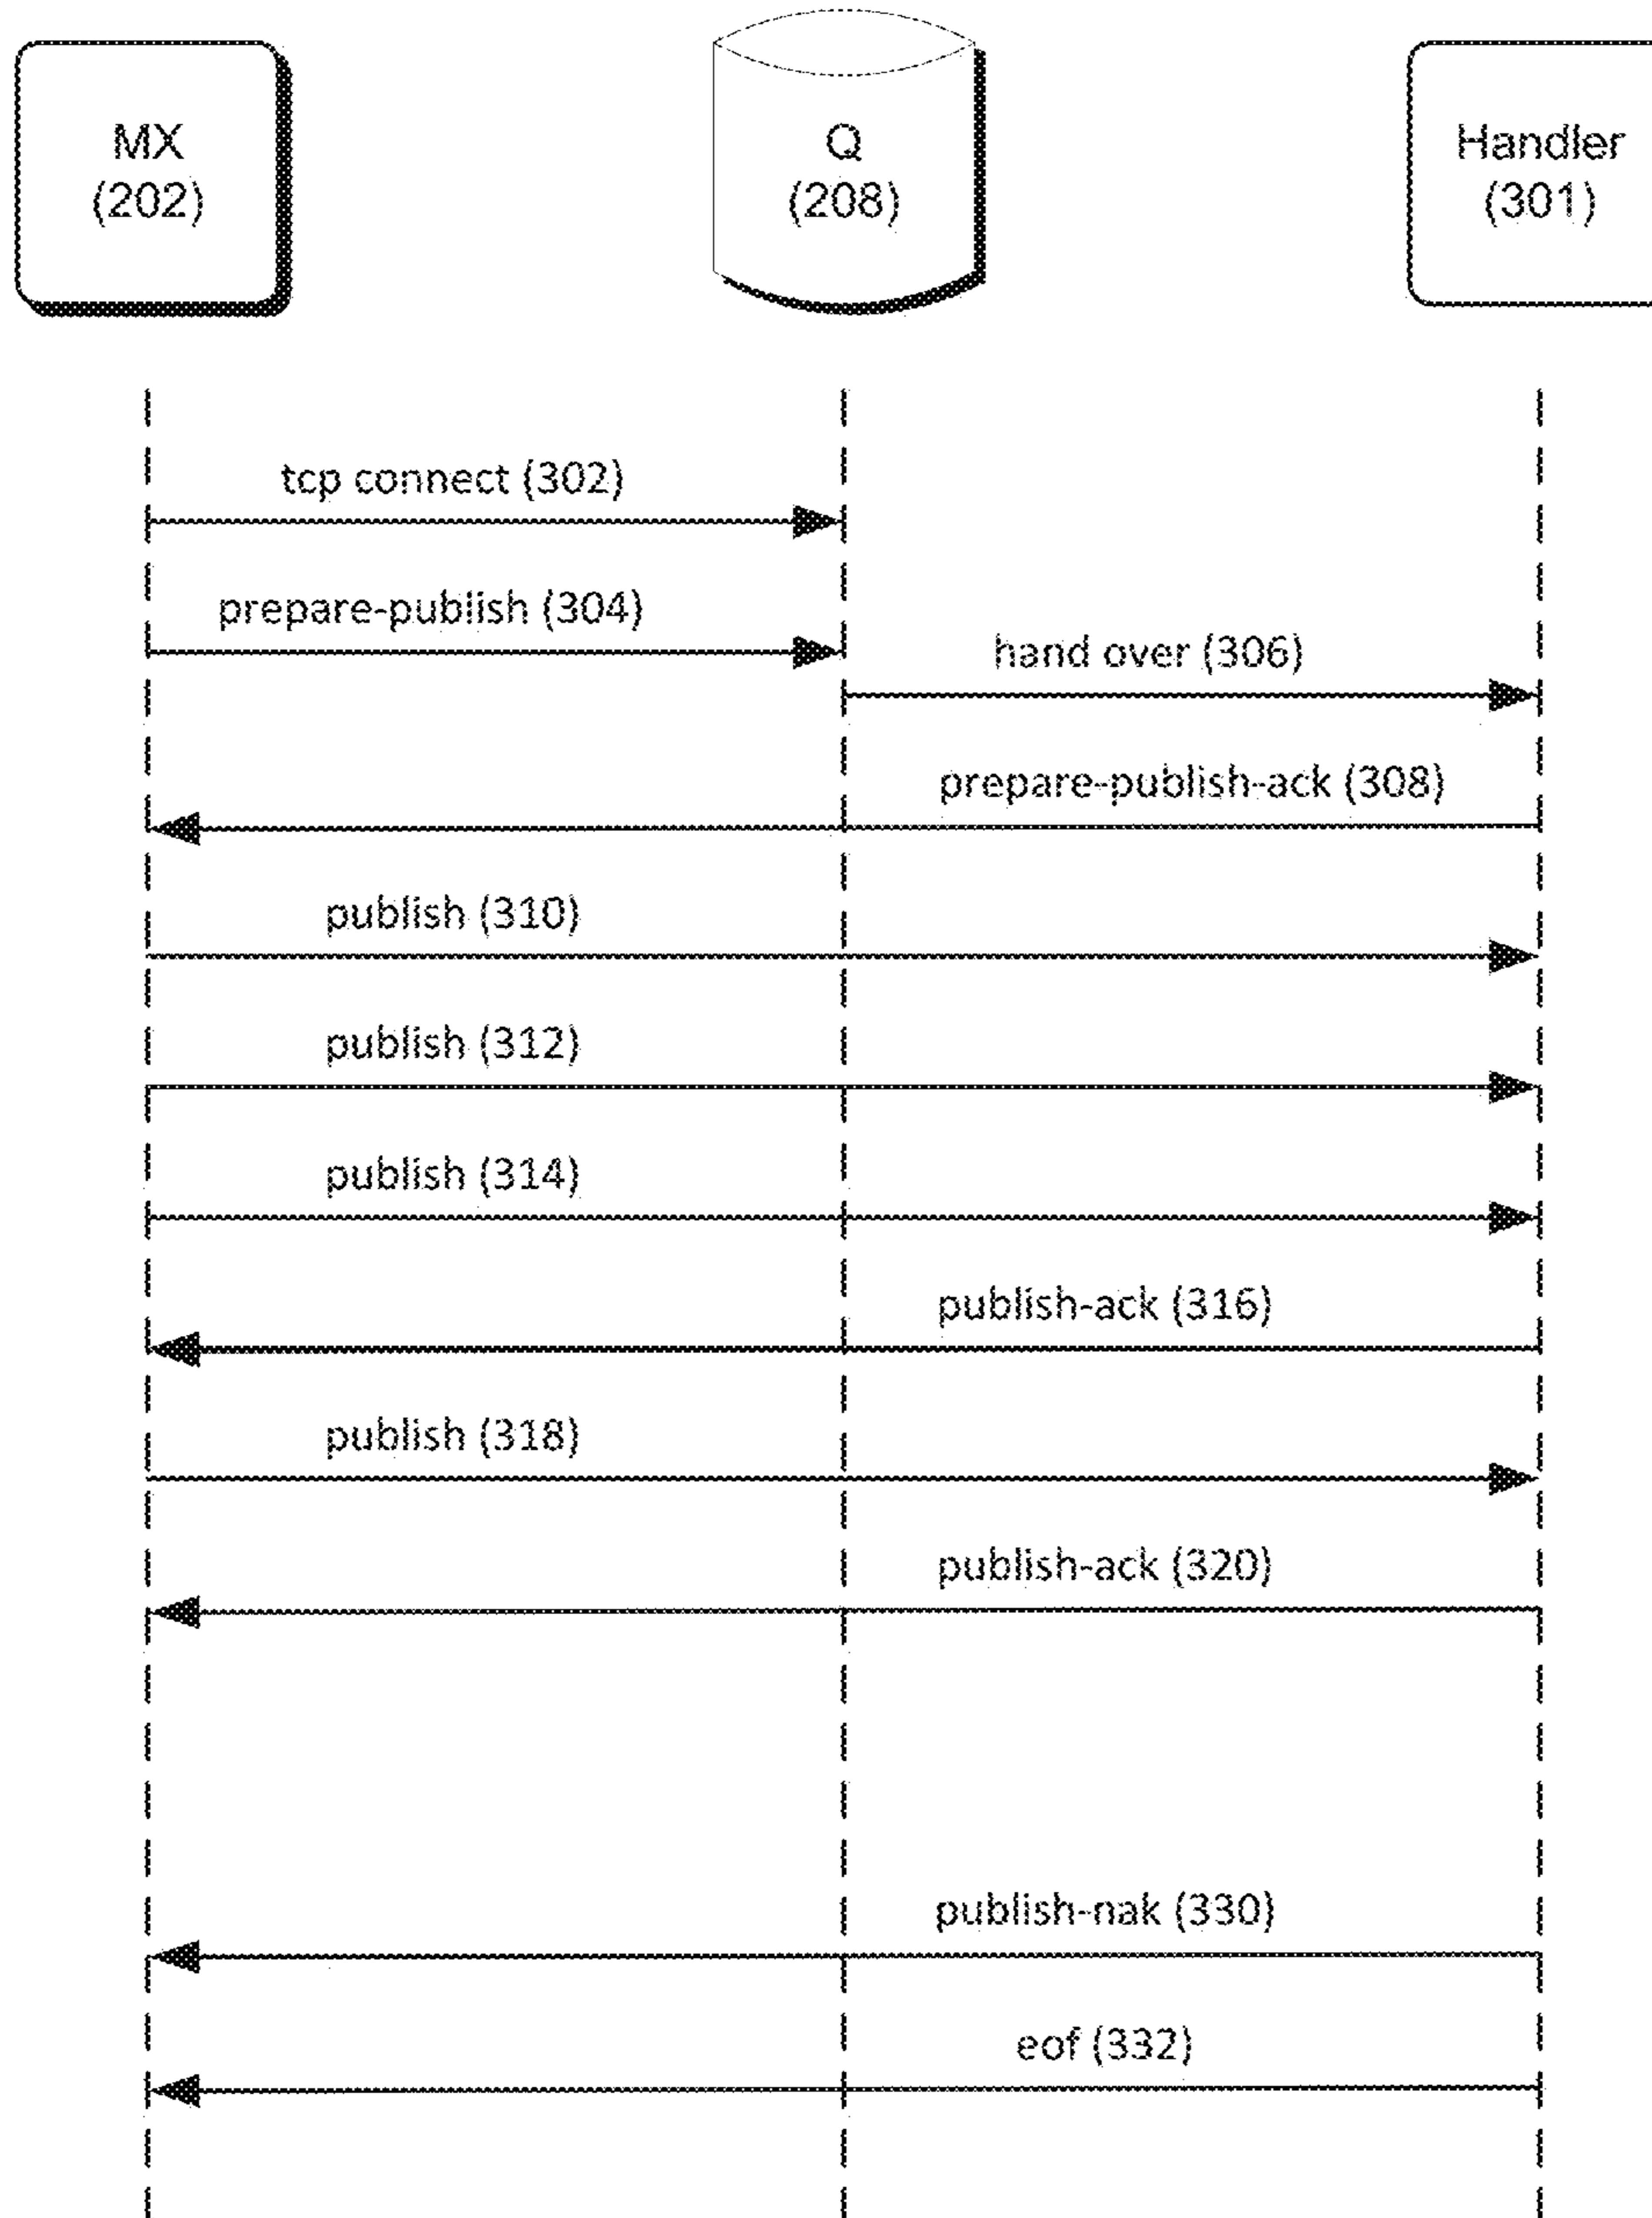 MX
(202)
Q
(208)
Handler
(301)
tcp connect (302)
prepare-publish (304)
hand over (306)
prepare-publish-ack (308)
publish (310)
publish (312)
publish (314)
publish-ack (316)
publish (318)
publish-ack (320)
publish-nak (330)
eof (332)